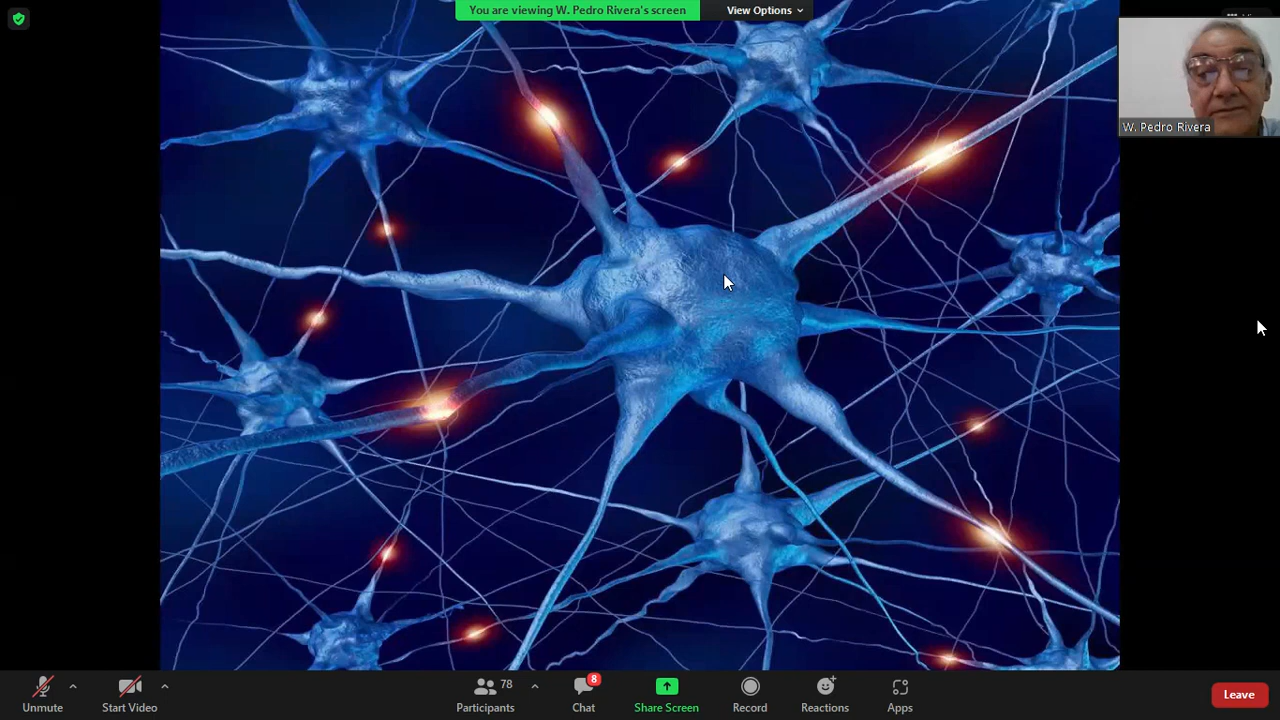 You are viewing W. Pedro Rivera's screen
View Options
W. Pedro Rivera
Unmute
Start Video
78
Participants
8
Chat
Share Screen
Record
Reactions
Apps
Leave